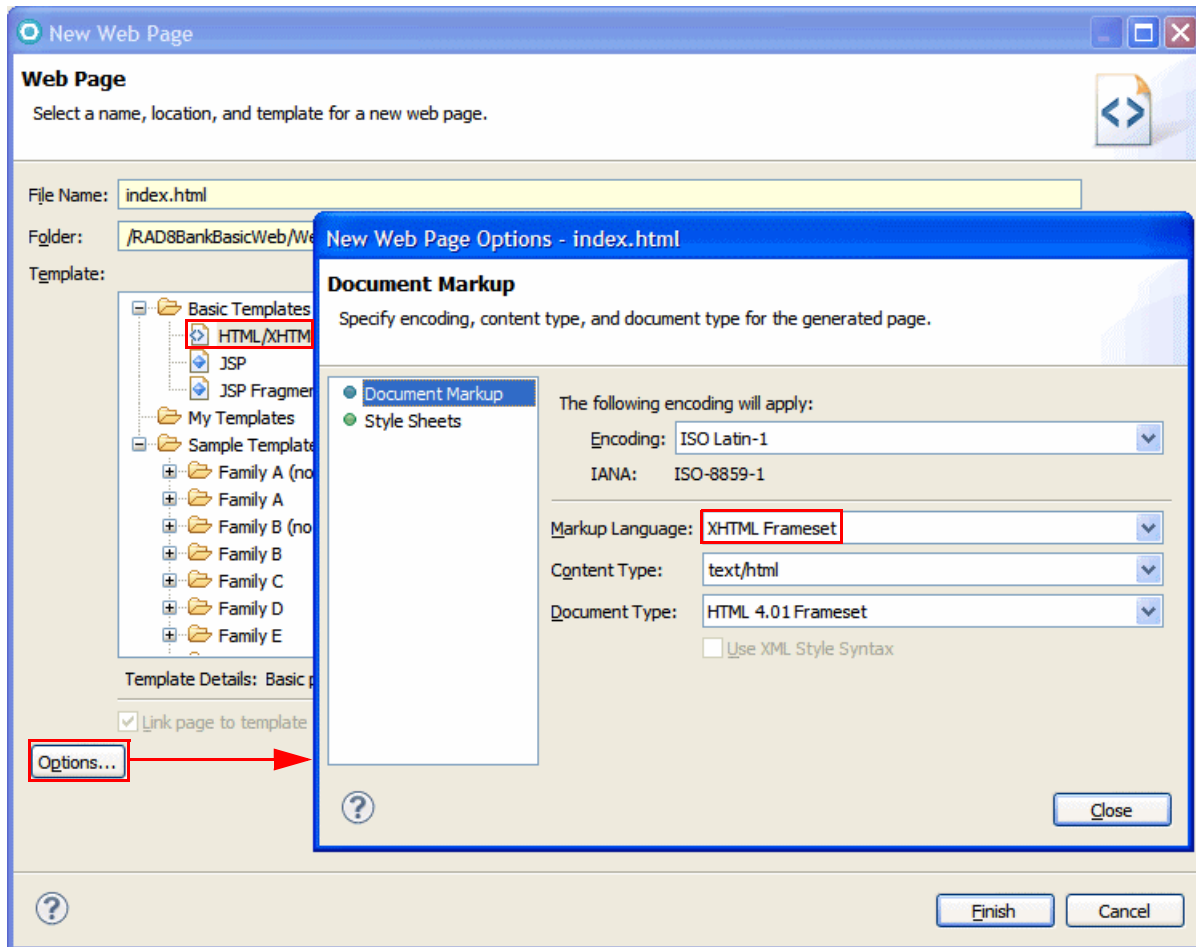 New Web Page
Web Page
Select a name, location, and template for a new web page.
File Name: index.html
Folder: /RAD8BankBasicWeb/We
Template:
Basic Templates
HTML/XHTM
JSP
JSP Fragmen
My Templates
Sample Template
Family A (no
Family A
Family B (no
Family B
Family C
Family D
Family E
Template Details: Basic p
Link page to template
Options...
New Web Page Options - index.html
Document Markup
Specify encoding, content type, and document type for the generated page.
Document Markup
Style Sheets
The following encoding will apply:
Encoding: ISO Latin-1
IANA: ISO-8859-1
Markup Language: XHTML Frameset
Content Type: text/html
Document Type: HTML 4.01 Frameset
Use XML Style Syntax
?
Close
?
Finish
Cancel